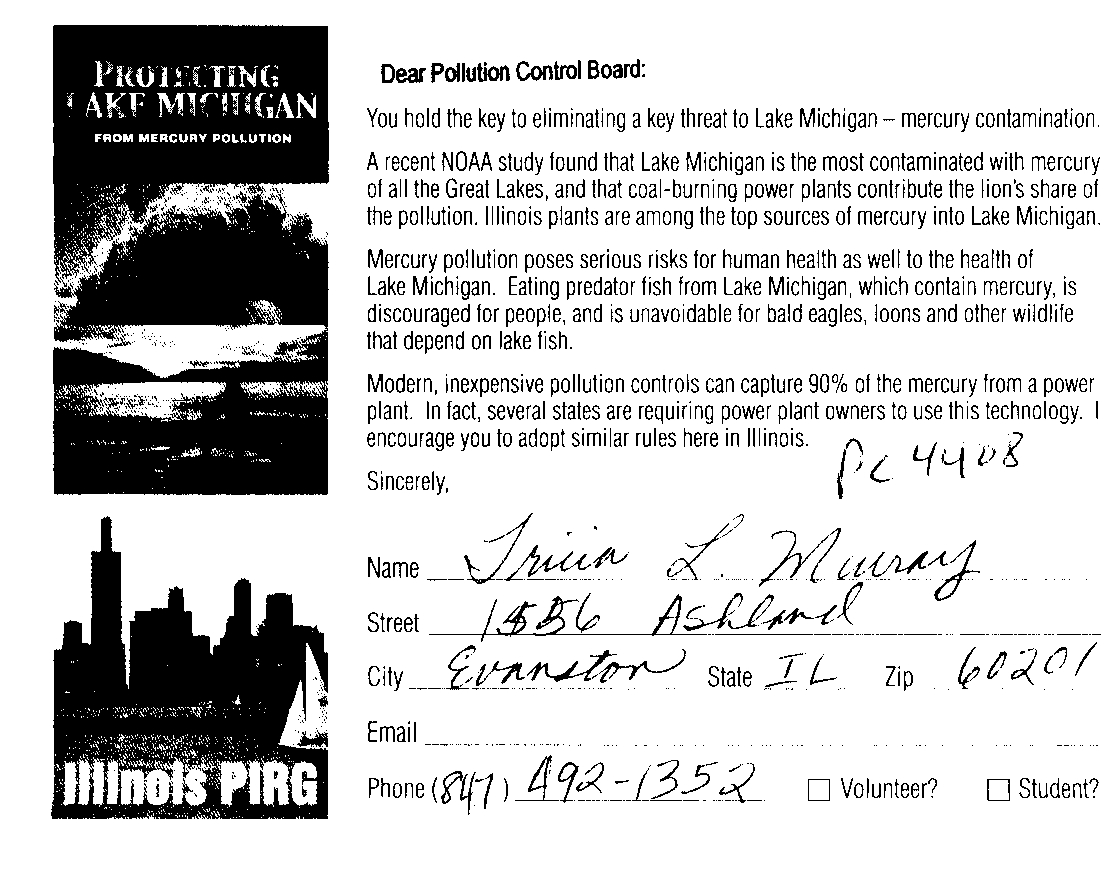 PROTECTING
LAKE MICHIGAN
FROM MERCURY POLLUTION
Illinois PIRG
Dear Pollution Control Board:
You hold the key to eliminating a key threat to Lake Michigan – mercury contamination.
A recent NOAA study found that Lake Michigan is the most contaminated with mercury
of all the Great Lakes, and that coal-burning power plants contribute the lion's share of
the pollution. Illinois plants are among the top sources of mercury into Lake Michigan.
Mercury pollution poses serious risks for human health as well to the health of
Lake Michigan. Eating predator fish from Lake Michigan, which contain mercury, is
discouraged for people, and is unavoidable for bald eagles, loons and other wildlife
that depend on lake fish.
Modern, inexpensive pollution controls can capture 90% of the mercury from a power
plant. In fact, several states are requiring power plant owners to use this technology. I
encourage you to adopt similar rules here in Illinois.
PC 4408
Sincerely,
Name Tricia L. Murray
Street Ashland
City Evanston State IL Zip 60201
Email
Phone (847) 492-1352 Volunteer? Student?